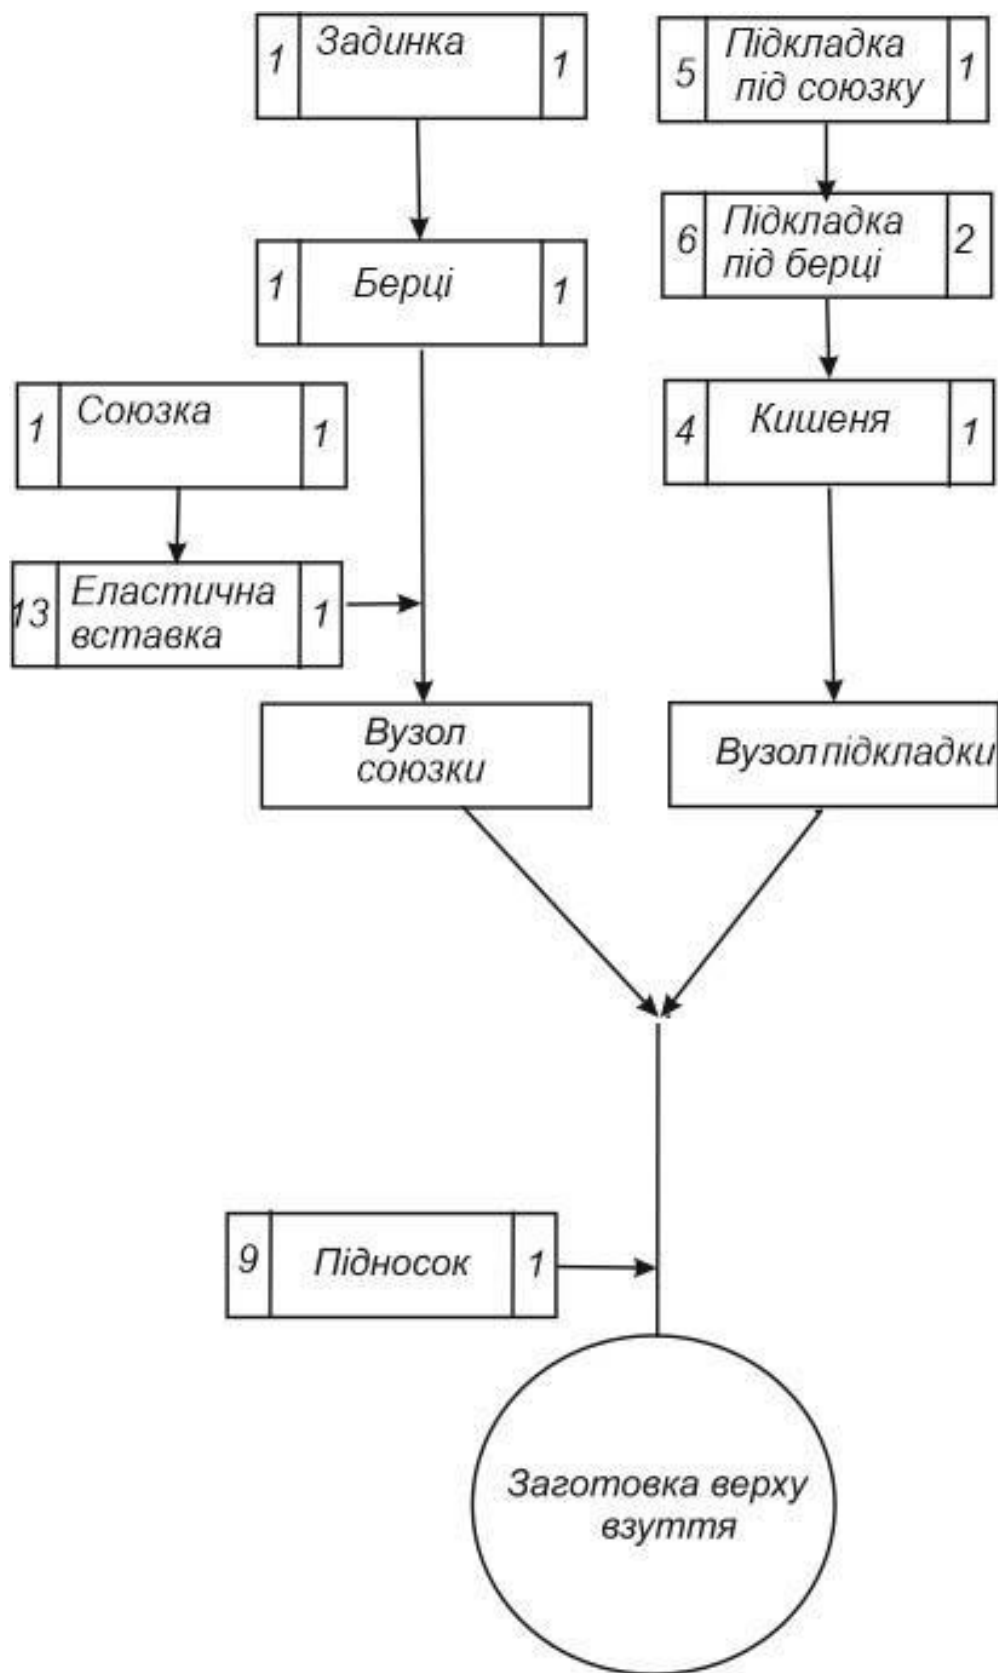 1 Задинка 1
5 Підкладка 1
під союзку
6 Підкладка 2
під берці
1 Берці 1
1 Союзка 1
4 Кишеня 1
13 Еластична 1
вставка
Вузол
союзки
Вузол підкладки
9 Підносок 1
Заготовка верху
взуття